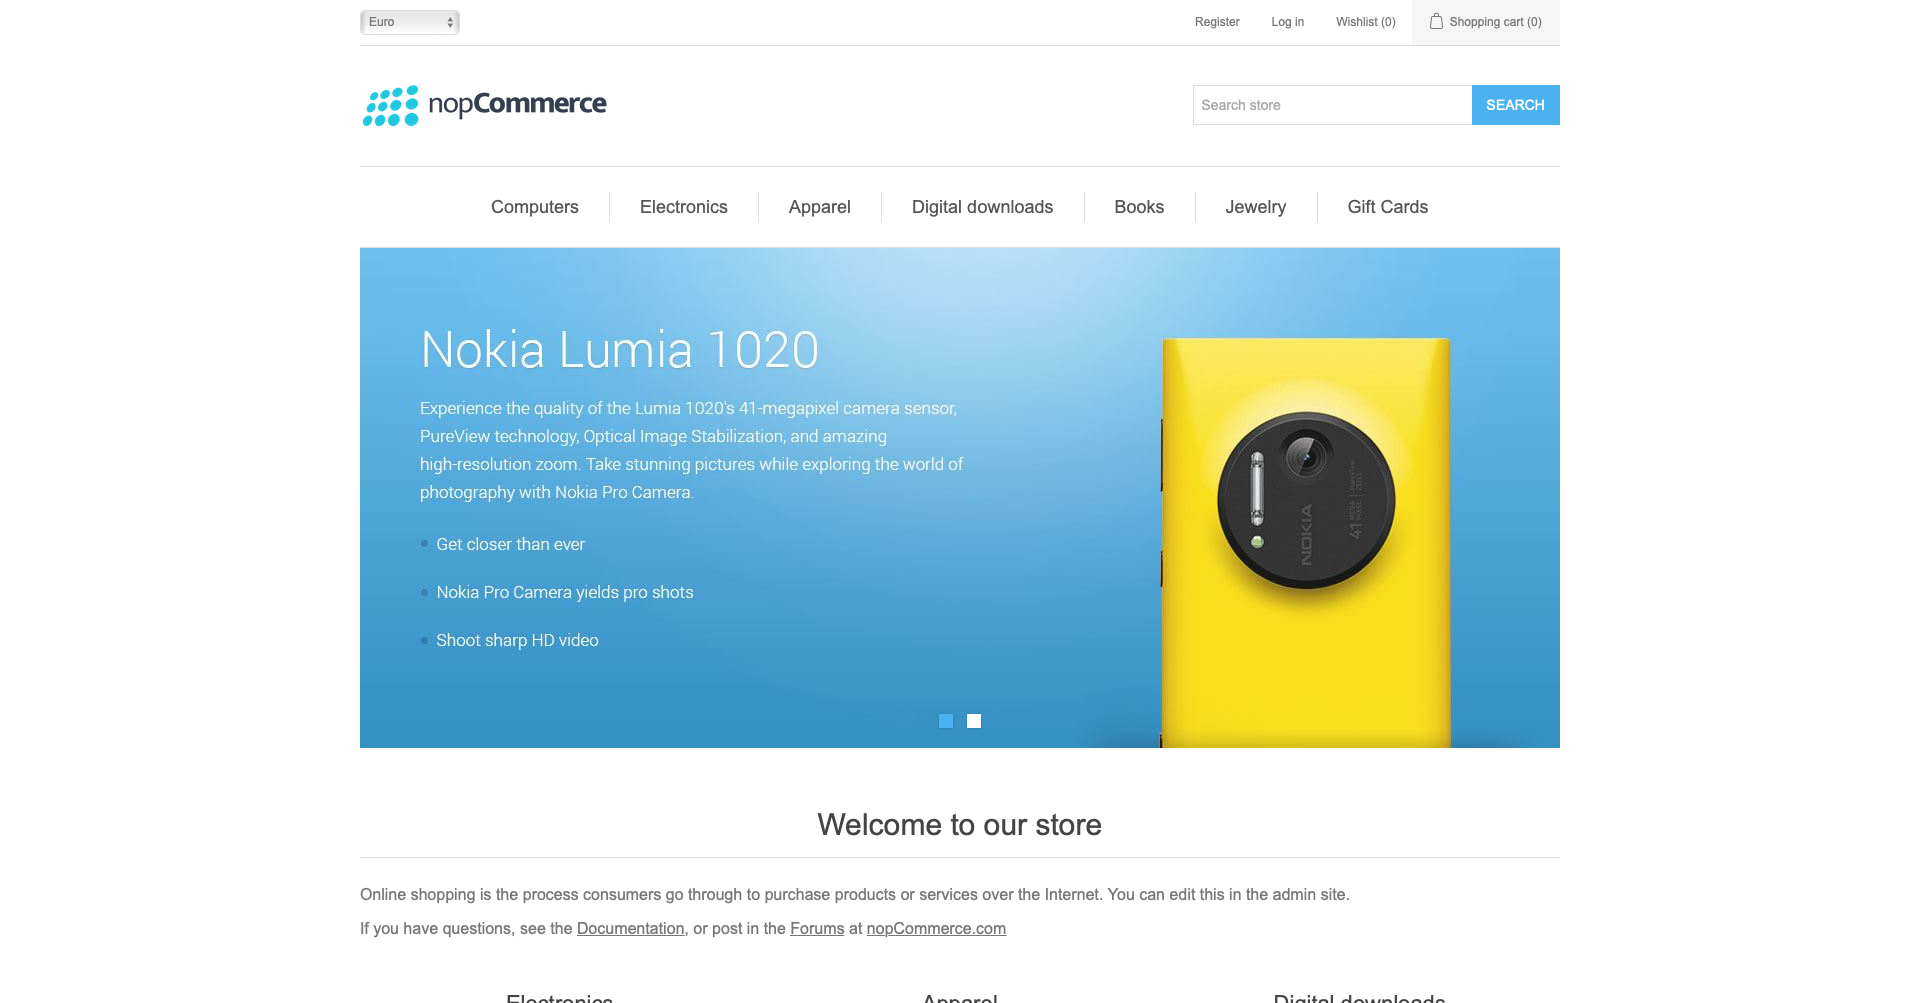 Euro
Register
Log in
Wishlist (0)
Shopping cart (0)
nopCommerce
Search store
SEARCH
Computers
Electronics
Apparel
Digital downloads
Books
Jewelry
Gift Cards
Nokia Lumia 1020
Experience the quality of the Lumia 1020's 41-megapixel camera sensor,
PureView technology, Optical Image Stabilization, and amazing
high-resolution zoom. Take stunning pictures while exploring the world of
photography with Nokia Pro Camera.
Get closer than ever
Nokia Pro Camera yields pro shots
Shoot sharp HD video
NOKIA
41 MEGA PIXEL
PureView ZEISS
Welcome to our store
Online shopping is the process consumers go through to purchase products or services over the Internet. You can edit this in the admin site.
If you have questions, see the Documentation, or post in the Forums at nopCommerce.com
Electronics
Apparel
Digital downloads